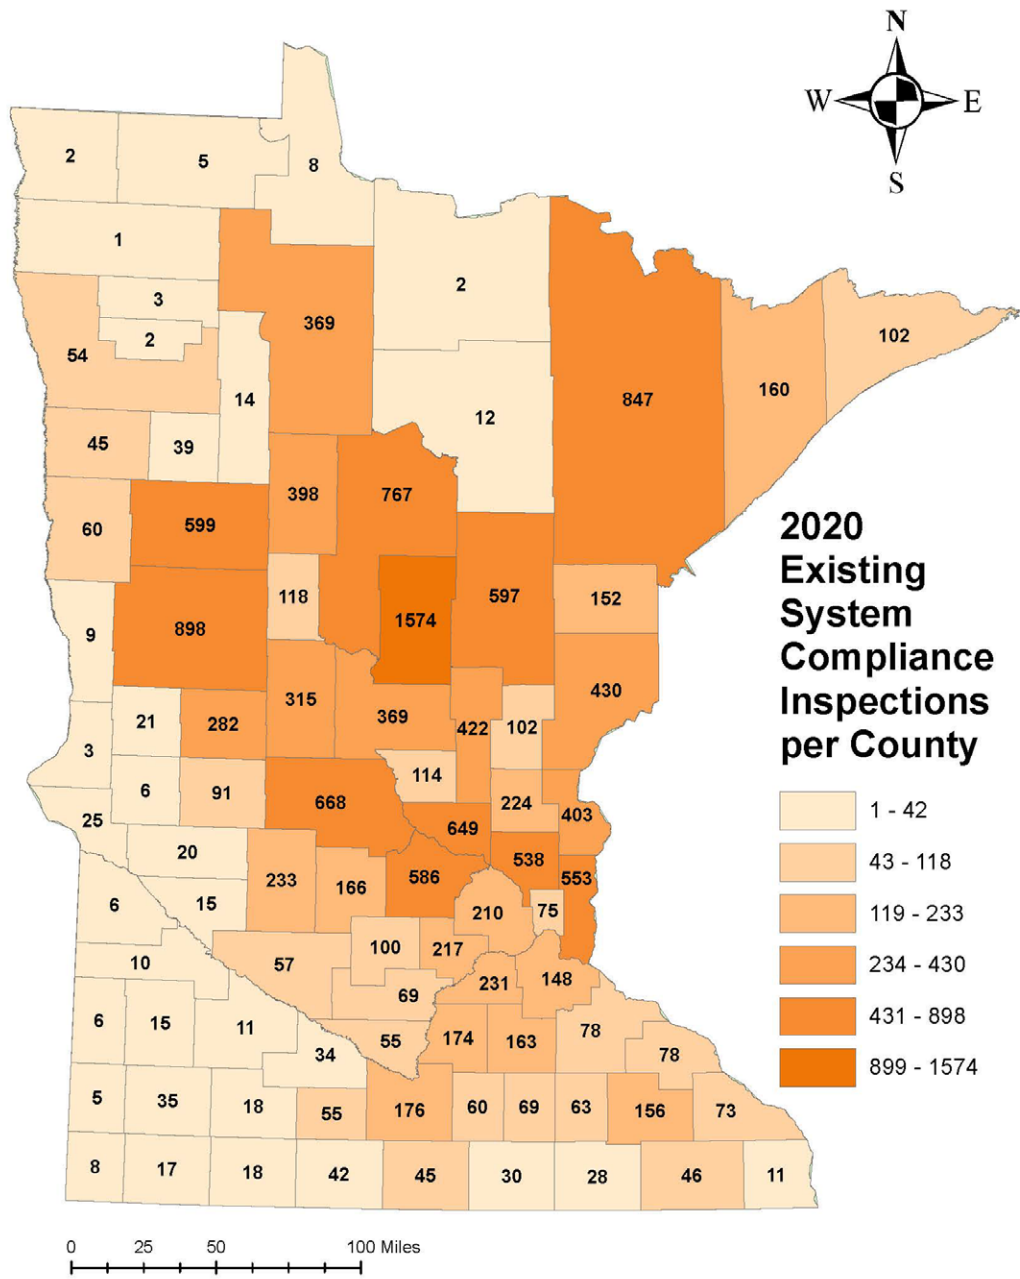 N
W E
S
2 5 8
1
2
3
369
102
2
54
847
160
14
12
45 39
398 767
60 599
597
118
152
1574
898
9
430
315
21 282
369
422 102
3
114
6 91
668
224
403
25
649
20
538
233
166
586
553
15
6
210 75
100
217
10
57
148
231
69
6 15 11
174 163
78
55
34
78
5 35 18
55
176 60 69 63 156 73
8 17 18 42 45 30 28 46 11
2020
Existing
System
Compliance
Inspections
per County
1 - 42
43 - 118
119 - 233
234 - 430
431 - 898
899 - 1574
0 25 50 100 Miles